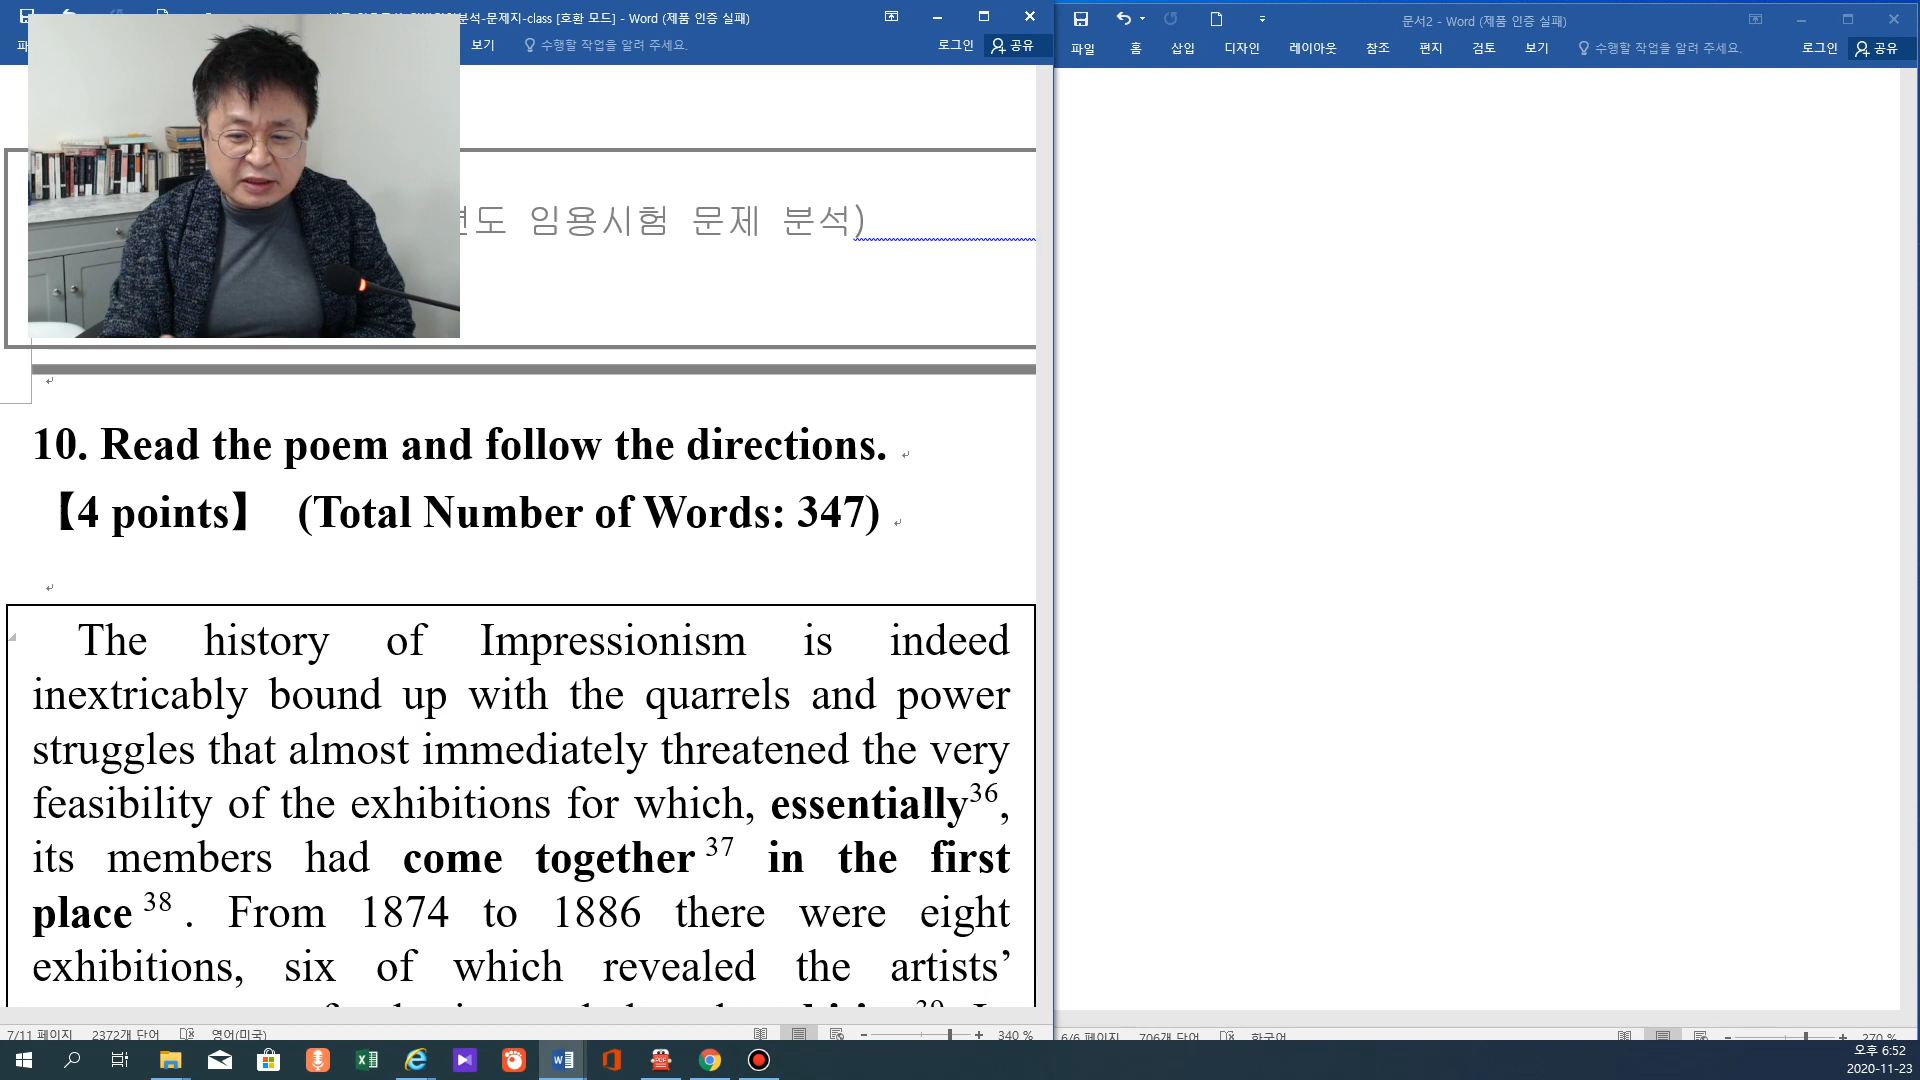 분석-문제지-class [호환 모드] - Word (제품 인증 실패)
보기 수행할 작업을 알려 주세요. 로그인 공유
문서2 - Word (제품 인증 실패)
파일 홈 삽입 디자인 레이아웃 참조 편지 검토 보기 수행할 작업을 알려 주세요. 로그인 공유
년도 임용시험 문제 분석)
10. Read the poem and follow the directions.
【4 points】 (Total Number of Words: 347)
The history of Impressionism is indeed
inextricably bound up with the quarrels and power
struggles that almost immediately threatened the very
feasibility of the exhibitions for which, essentially36,
its members had come together 37 in the first
place 38 . From 1874 to 1886 there were eight
exhibitions, six of which revealed the artists’
7/11 페이지 2372개 단어 영어(미국) 340 %
6/6 페이지 706개 단어 한국어 270 %
오후 6:52
2020-11-23